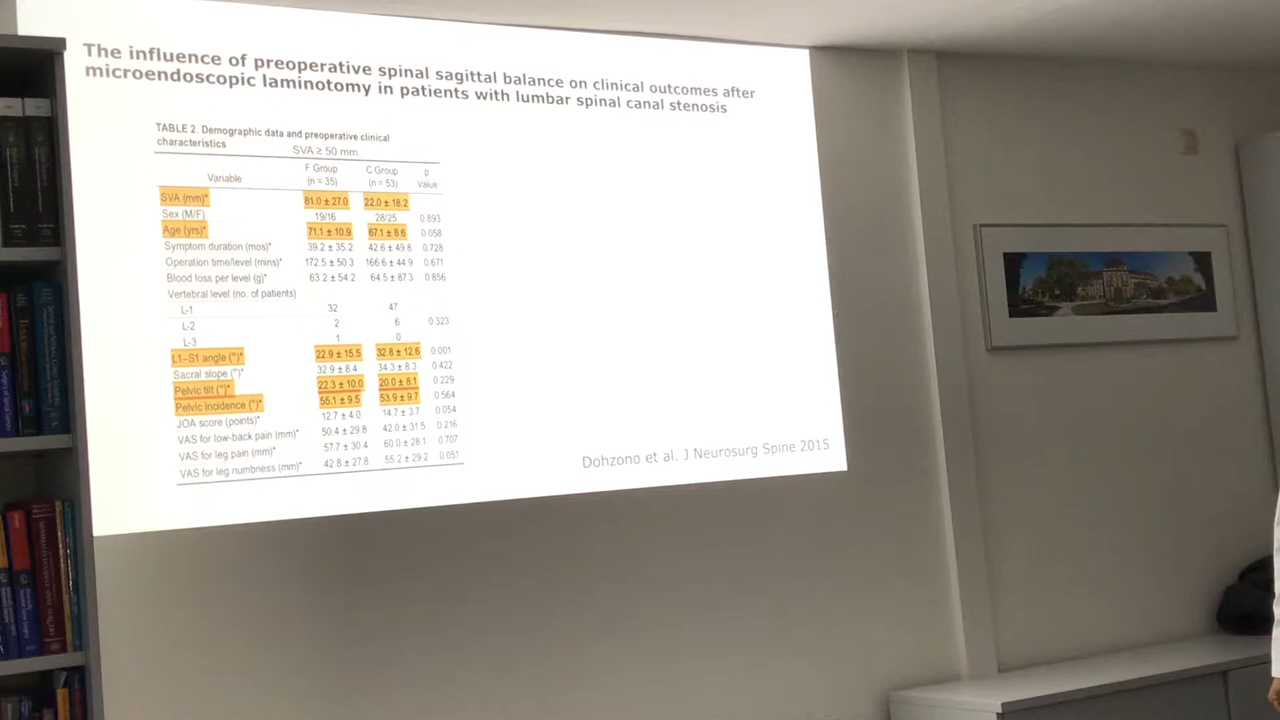 The influence of preoperative spinal sagittal balance on clinical outcomes after
microendoscopic laminotomy in patients with lumbar spinal canal stenosis
TABLE 2. Demographic data and preoperative clinical
characteristics
SVA ≥ 50 mm
Variable F Group (n = 35) C Group (n = 53) p Value
SVA (mm)* 81.0 ± 27.0 22.0 ± 18.2
Sex (M/F) 19/16 28/25 0.893
Age (yrs)* 71.1 ± 10.9 67.1 ± 8.6 0.058
Symptom duration (mos)* 39.2 ± 35.2 42.6 ± 49.8 0.728
Operation time/level (mins)* 172.5 ± 50.3 166.6 ± 44.9 0.671
Blood loss per level (g)* 63.2 ± 54.2 64.5 ± 87.3 0.856
Vertebral level (no. of patients)
L-1 32 47
L-2 2 6 0.323
L-3 1 0
L1–S1 angle (°)* 22.9 ± 15.5 32.8 ± 12.6 0.001
Sacral slope (°)* 32.9 ± 8.4 34.3 ± 8.3 0.422
Pelvic tilt (°)* 22.3 ± 10.0 20.0 ± 8.1 0.229
Pelvic incidence (°)* 55.1 ± 9.5 53.9 ± 9.7 0.564
JOA score (points)* 12.7 ± 4.0 14.7 ± 3.7 0.054
VAS for low-back pain (mm)* 50.4 ± 29.8 42.0 ± 31.5 0.216
VAS for leg pain (mm)* 57.7 ± 30.4 60.0 ± 28.1 0.707
VAS for leg numbness (mm)* 42.8 ± 27.8 55.2 ± 29.2 0.051
Dohzono et al. J Neurosurg Spine 2015